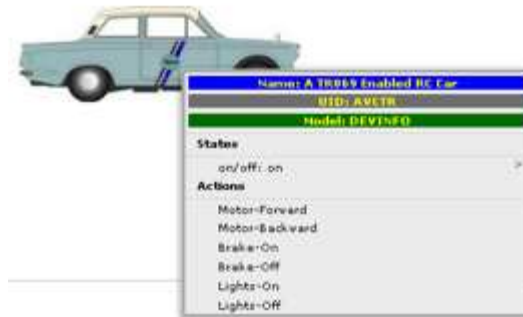 Name: A TR069 Enabled RC Car
UID: AVCTR
Model: DEVINFO
States
on/off: on
Actions
Motor-Forward
Motor-Backward
Brake-On
Brake-Off
Lights-On
Lights-Off